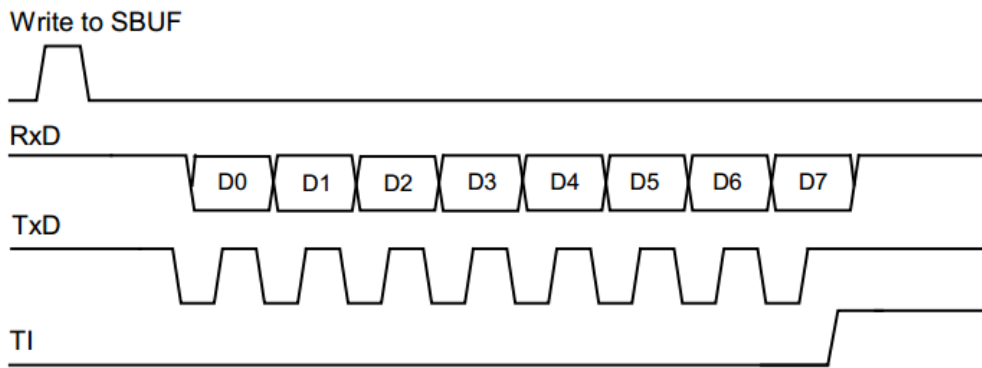 Write to SBUF
RxD
D0 D1 D2 D3 D4 D5 D6 D7
TxD
TI